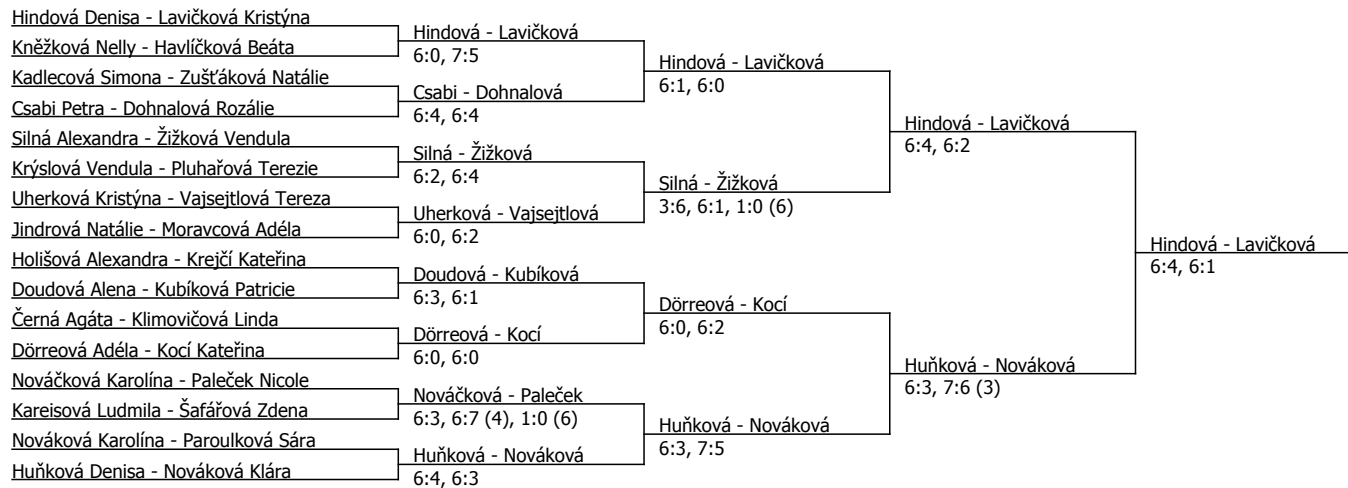 Hindová Denisa - Lavičková Kristýna
Kněžková Nelly - Havlíčková Beáta
Kadlecová Simona - Zušťáková Natálie
Csabi Petra - Dohnalová Rozálie
Silná Alexandra - Žižková Vendula
Krýslová Vendula - Pluhařová Terezie
Uherková Kristýna - Vajsejtlová Tereza
Jindrová Natálie - Moravcová Adéla
Holišová Alexandra - Krejčí Kateřina
Doudová Alena - Kubíková Patricie
Černá Agáta - Klimovičová Linda
Dörreová Adéla - Kocí Kateřina
Nováčková Karolína - Paleček Nicole
Kareisová Ludmila - Šafářová Zdena
Nováková Karolína - Paroulková Sára
Huňková Denisa - Nováková Klára
Hindová - Lavičková
6:0, 7:5
Csabi - Dohnalová
6:4, 6:4
Silná - Žižková
6:2, 6:4
Uherková - Vajsejtlová
6:0, 6:2
Doudová - Kubíková
6:3, 6:1
Dörreová - Kocí
6:0, 6:0
Nováčková - Paleček
6:3, 6:7 (4), 1:0 (6)
Huňková - Nováková
6:4, 6:3
Hindová - Lavičková
6:1, 6:0
Silná - Žižková
3:6, 6:1, 1:0 (6)
Dörreová - Kocí
6:0, 6:2
Huňková - Nováková
6:3, 7:5
Hindová - Lavičková
6:4, 6:2
Huňková - Nováková
6:3, 7:6 (3)
Hindová - Lavičková
6:4, 6:1